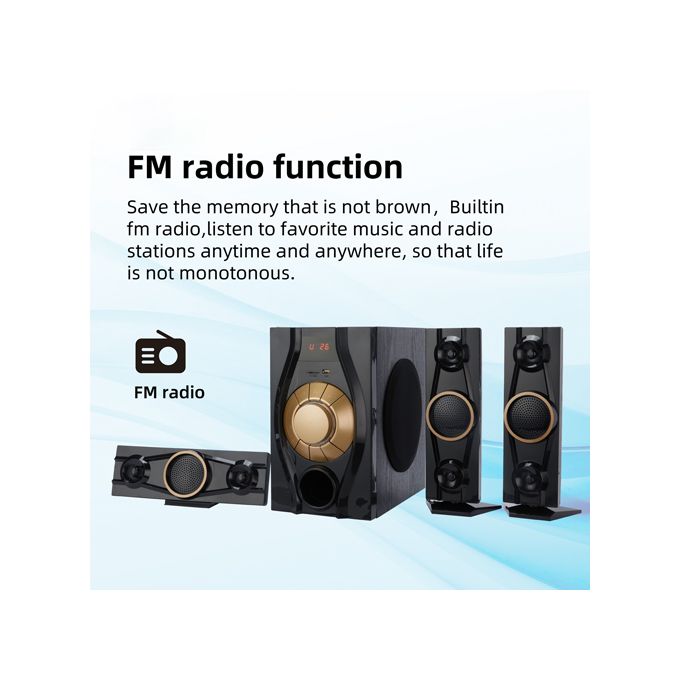 FM radio function
Save the memory that is not brown，Builtin
fm radio,listen to favorite music and radio
stations anytime and anywhere, so that life
is not monotonous.
U 26
FM radio